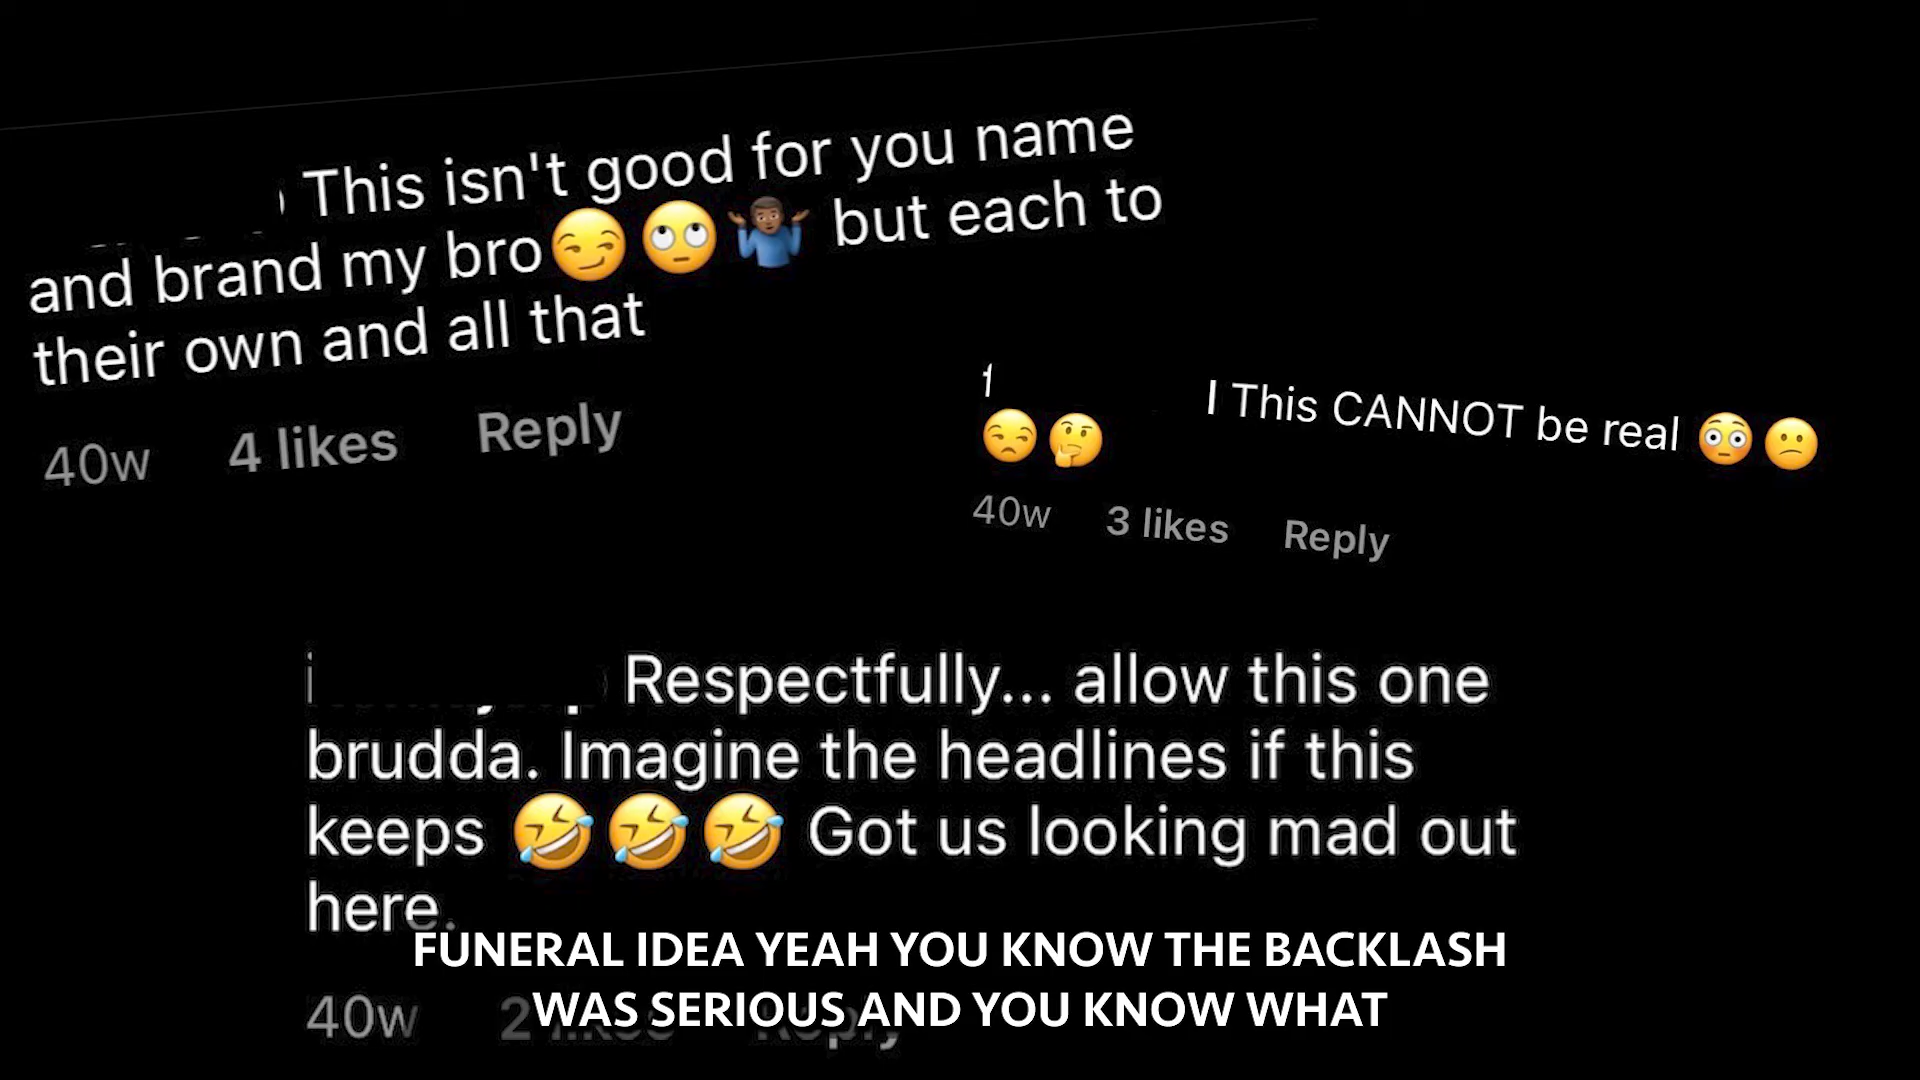 This isn't good for you name
and brand my bro😏🙄🤷🏾‍♂️ but each to
their own and all that
40w 4 likes Reply
This CANNOT be real 😳😕
😒🤔
40w 3 likes Reply
Respectfully... allow this one
brudda. Imagine the headlines if this
keeps 🤣🤣🤣 Got us looking mad out
here.
FUNERAL IDEA YEAH YOU KNOW THE BACKLASH
WAS SERIOUS AND YOU KNOW WHAT
40w 2 likes Reply